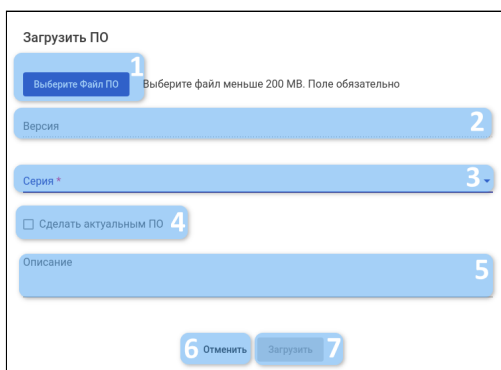 Загрузить ПО
1
Выберите Файл ПО Выберите файл меньше 200 MB. Поле обязательно
Версия 2
Серия * 3
Сделать актуальным ПО 4
Описание 5
6 Отменить Загрузить 7